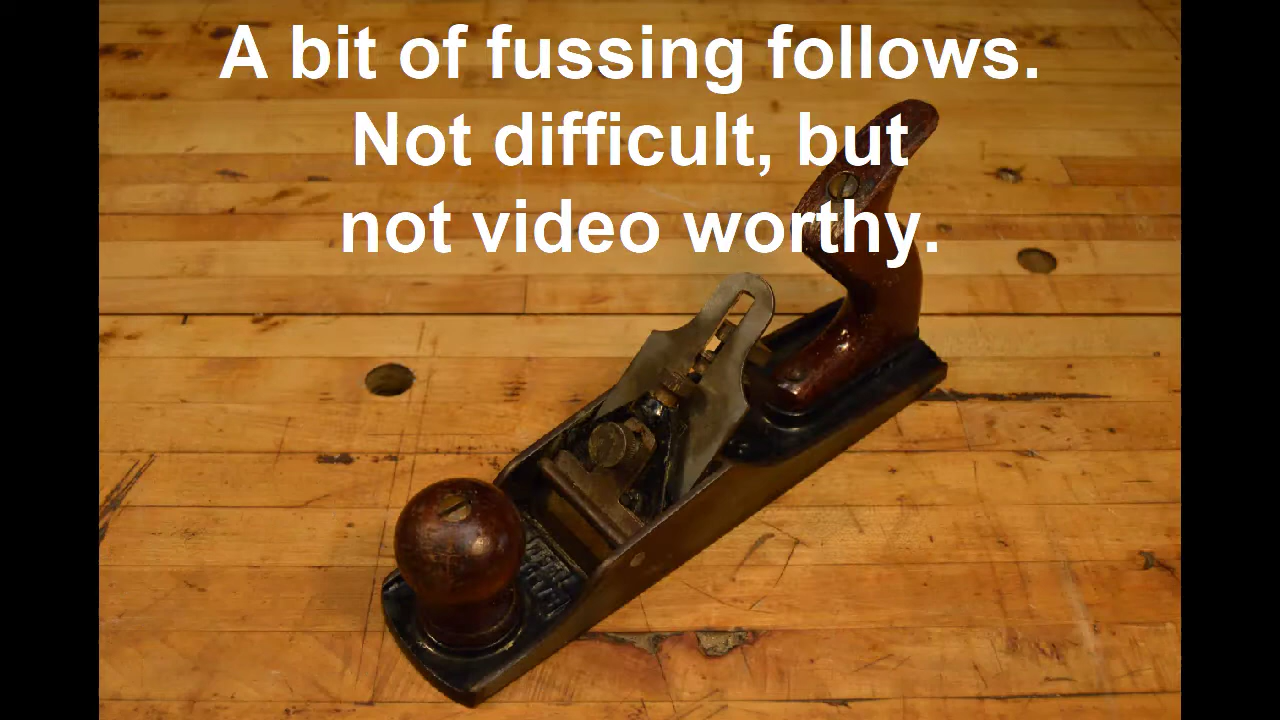 A bit of fussing follows.
Not difficult, but
not video worthy.